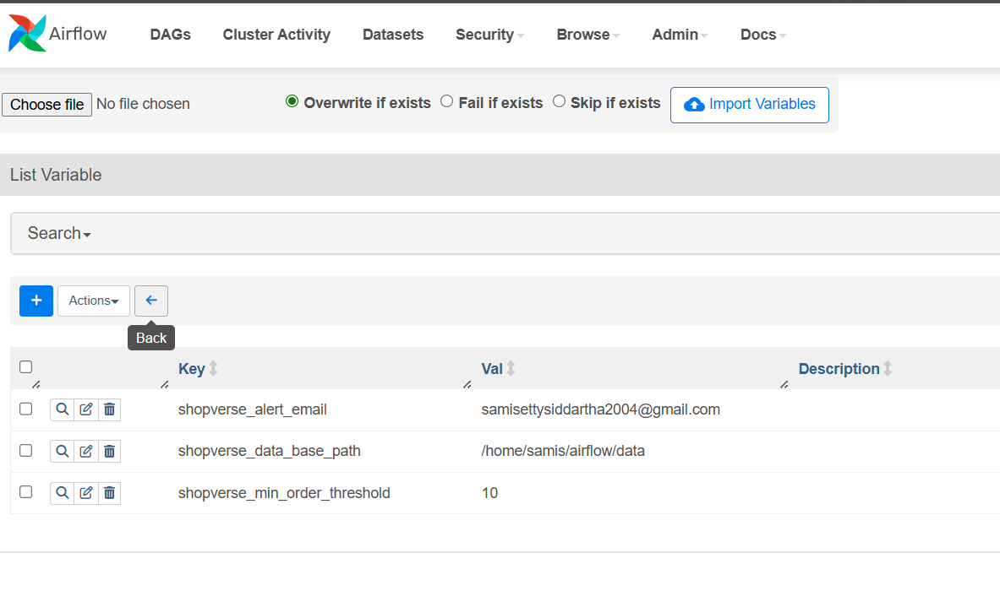 Airflow DAGs Cluster Activity Datasets Security Browse Admin Docs
Choose file No file chosen Overwrite if exists Fail if exists Skip if exists Import Variables
List Variable
Search
+ Actions
Back
Key Val Description
shopverse_alert_email samisettysiddartha2004@gmail.com
shopverse_data_base_path /home/samis/airflow/data
shopverse_min_order_threshold 10